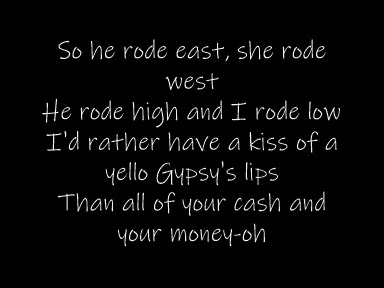 So he rode east, she rode
west
He rode high and I rode low
I'd rather have a kiss of a
yello Gypsy's lips
Than all of your cash and
your money-oh